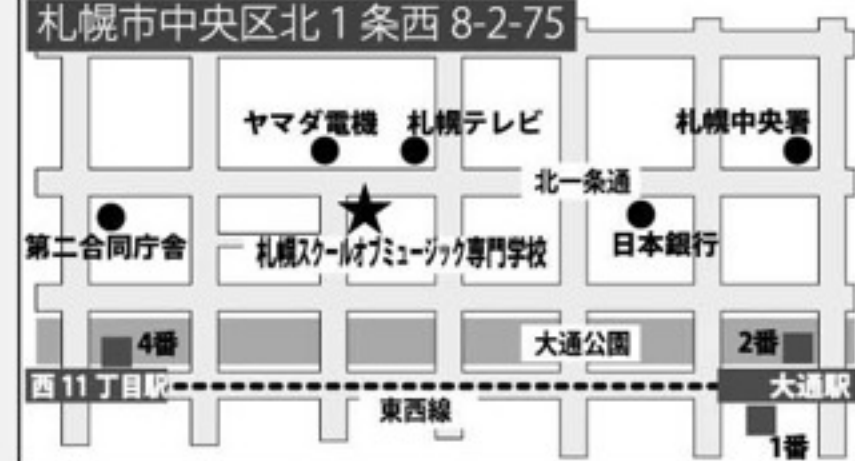 札幌市中央区北1条西8-2-75
ヤマダ電機
札幌テレビ
札幌中央署
北一条通
第二合同庁舎
札幌スクールオブミュージック専門学校
日本銀行
4番
大通公園
2番
西11丁目駅
大通駅
東西線
1番